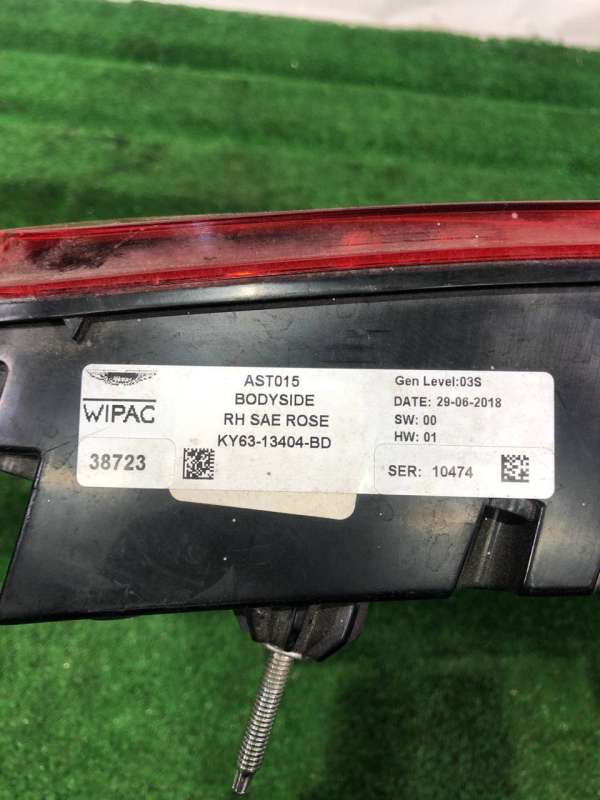 WIPAC
38723
AST015
BODYSIDE
RH SAE ROSE
KY63-13404-BD
Gen Level:03S
DATE: 29-06-2018
SW: 00
HW: 01
SER: 10474